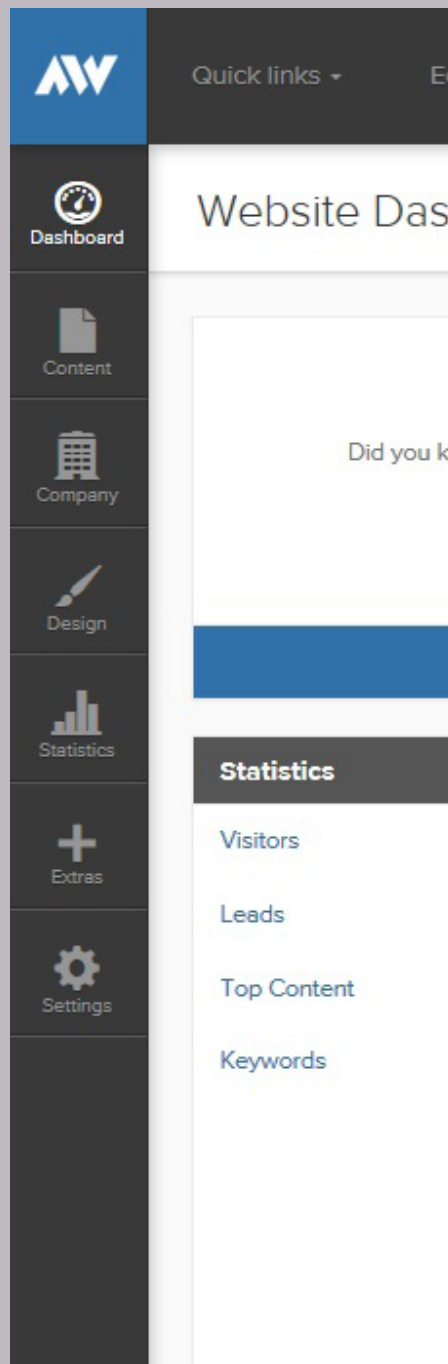 AW
Quick links
Dashboard
Website Das
Content
Did you k
Company
Design
Statistics
Statistics
Visitors
Extras
Leads
Settings
Top Content
Keywords